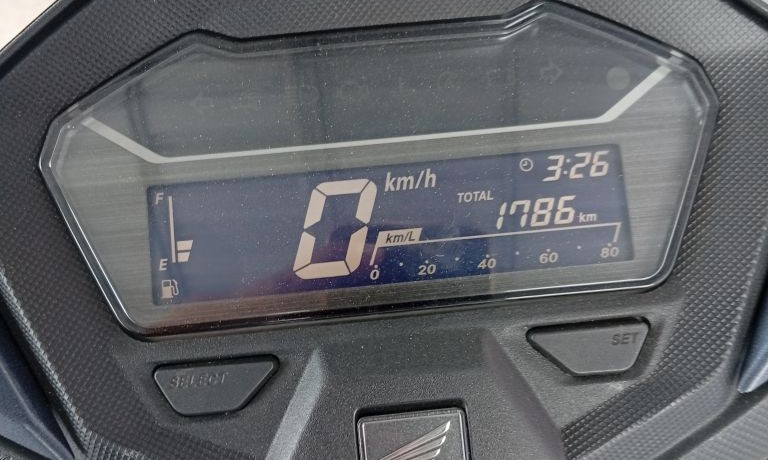 F
km/h
3:26
TOTAL
1786 km
0
km/L
E
0 20 40 60 80
SELECT
SET